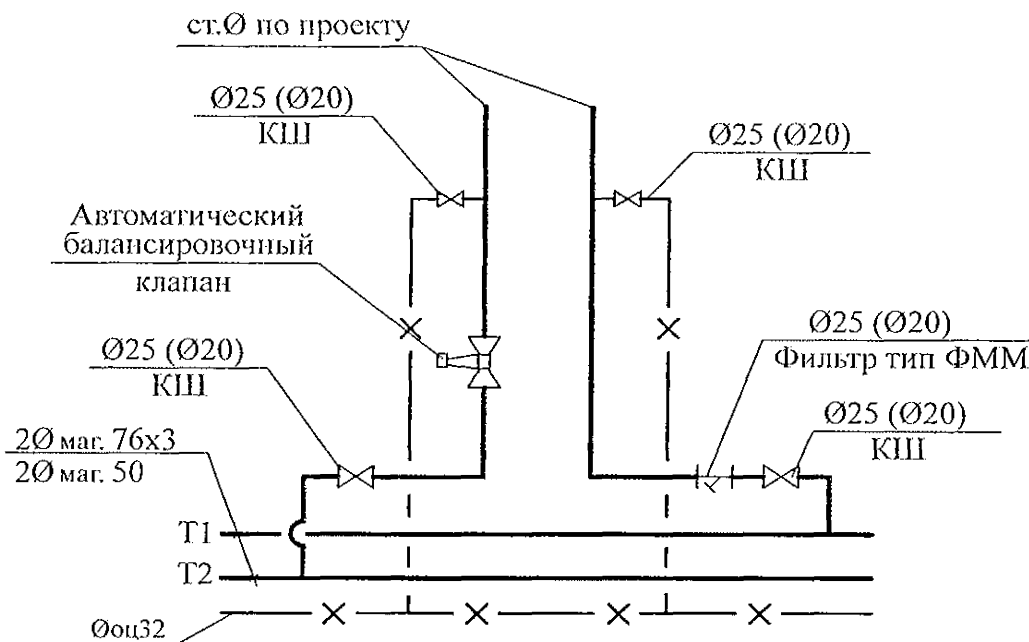 ст.Ø по проекту
Ø25 (Ø20)
КШ
Ø25 (Ø20)
КШ
Автоматический
балансировочный
клапан
Ø25 (Ø20)
Фильтр тип ФММ
Ø25 (Ø20)
КШ
Ø25 (Ø20)
КШ
2Ø маг. 76х3
2Ø маг. 50
Т1
Т2
Øоц32